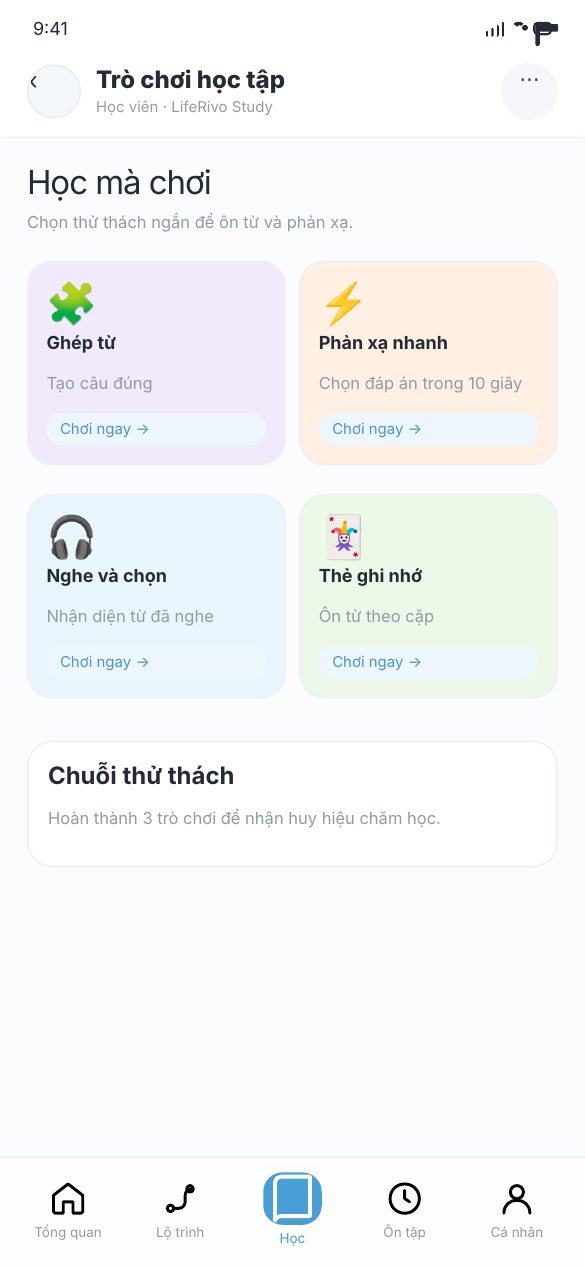 9:41
Trò chơi học tập
Học viên · LifeRivo Study
Học mà chơi
Chọn thử thách ngắn để ôn từ và phản xạ.
Ghép từ
Tạo câu đúng
Chơi ngay →
Phản xạ nhanh
Chọn đáp án trong 10 giây
Chơi ngay →
Nghe và chọn
Nhận diện từ đã nghe
Chơi ngay →
Thẻ ghi nhớ
Ôn từ theo cặp
Chơi ngay →
Chuỗi thử thách
Hoàn thành 3 trò chơi để nhận huy hiệu chăm học.
Tổng quan
Lộ trình
Học
Ôn tập
Cá nhân